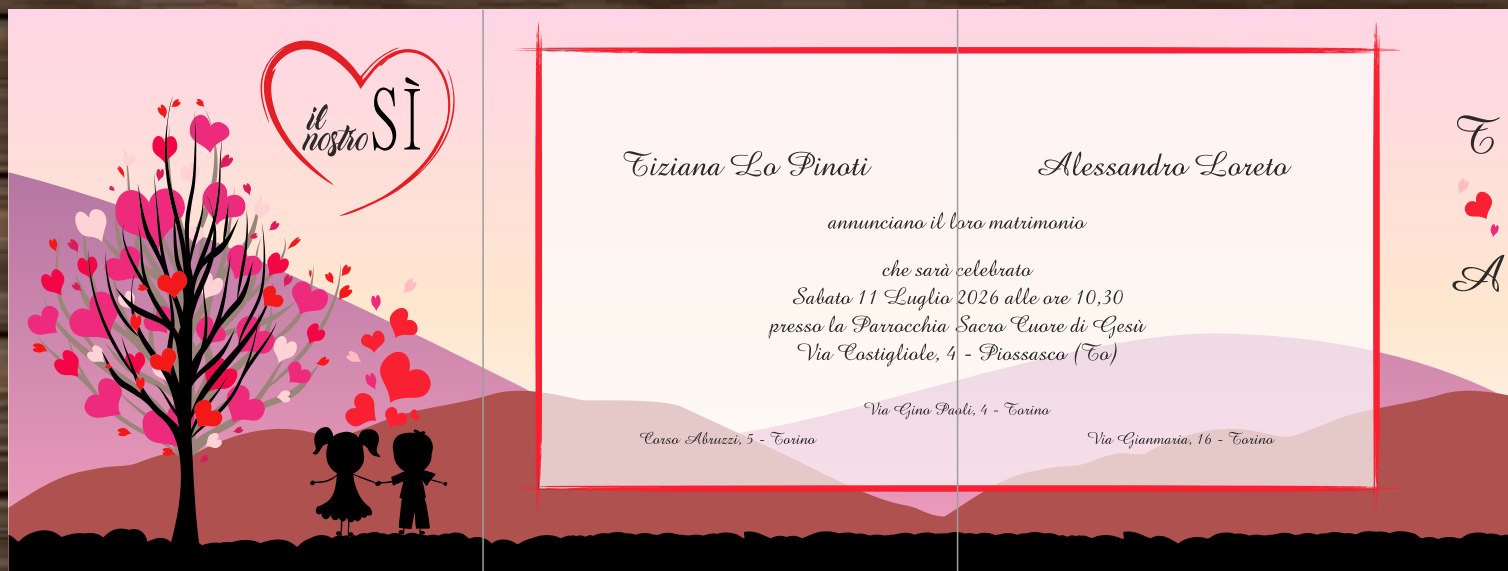 il
nostro SÌ
Tiziana Lo Pinoti
Alessandro Loreto
annunciano il loro matrimonio
che sarà celebrato
Sabato 11 Luglio 2026 alle ore 10,30
presso la Parrocchia Sacro Cuore di Gesù
Via Costigliole, 4 - Piossasco (To)
Via Gino Paoli, 4 - Torino
Corso Abruzzi, 5 - Torino
Via Gianmaria, 16 - Torino
T
A